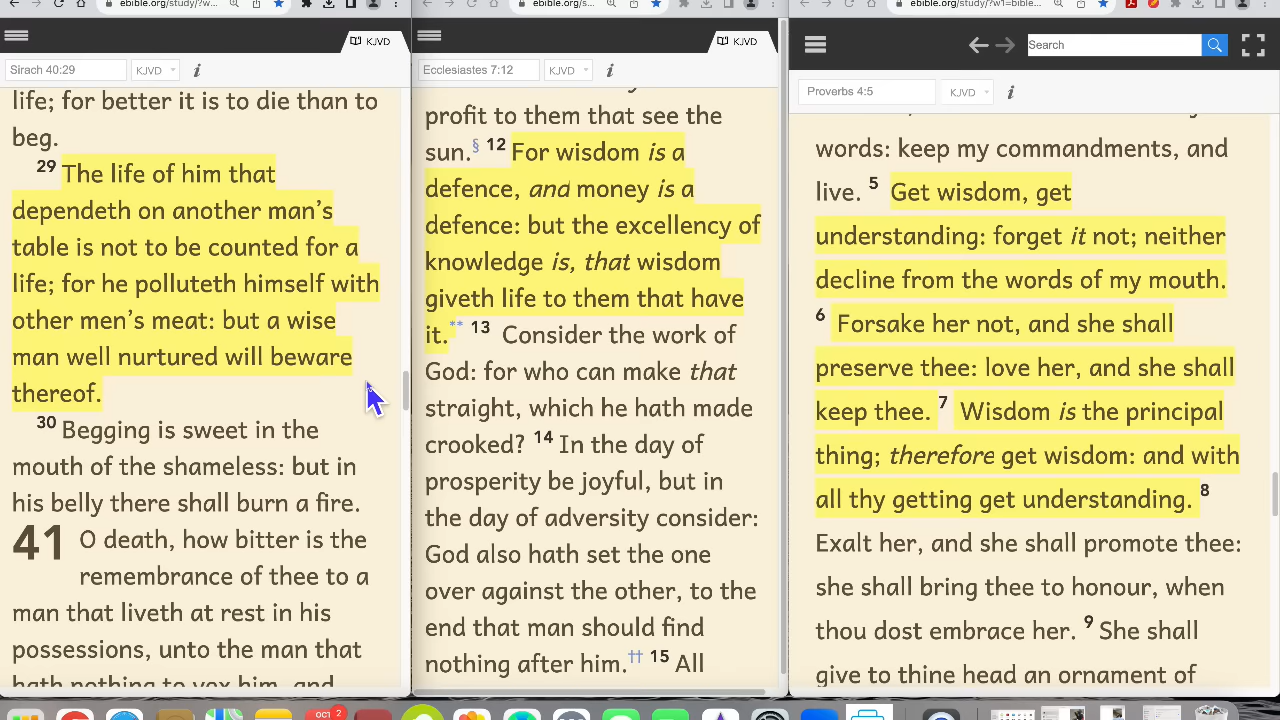 ebible.org/study/?w...
KJVD
Sirach 40:29
KJVD
i
life; for better it is to die than to
beg.
29 The life of him that
dependeth on another man’s
table is not to be counted for a
life; for he polluteth himself with
other men’s meat: but a wise
man well nurtured will beware
thereof.
30 Begging is sweet in the
mouth of the shameless: but in
his belly there shall burn a fire.
41 O death, how bitter is the
remembrance of thee to a
man that liveth at rest in his
possessions, unto the man that
hath nothing to vex him, and
ebible.org/s...
KJVD
Ecclesiastes 7:12
KJVD
i
profit to them that see the
sun.§ 12 For wisdom is a
defence, and money is a
defence: but the excellency of
knowledge is, that wisdom
giveth life to them that have
it.** 13 Consider the work of
God: for who can make that
straight, which he hath made
crooked? 14 In the day of
prosperity be joyful, but in
the day of adversity consider:
God also hath set the one
over against the other, to the
end that man should find
nothing after him.†† 15 All
ebible.org/study/?w1=bible...
Search
Proverbs 4:5
KJVD
i
words: keep my commandments, and
live. 5 Get wisdom, get
understanding: forget it not; neither
decline from the words of my mouth.
6 Forsake her not, and she shall
preserve thee: love her, and she shall
keep thee. 7 Wisdom is the principal
thing; therefore get wisdom: and with
all thy getting get understanding. 8
Exalt her, and she shall promote thee:
she shall bring thee to honour, when
thou dost embrace her. 9 She shall
give to thine head an ornament of
OCT 2